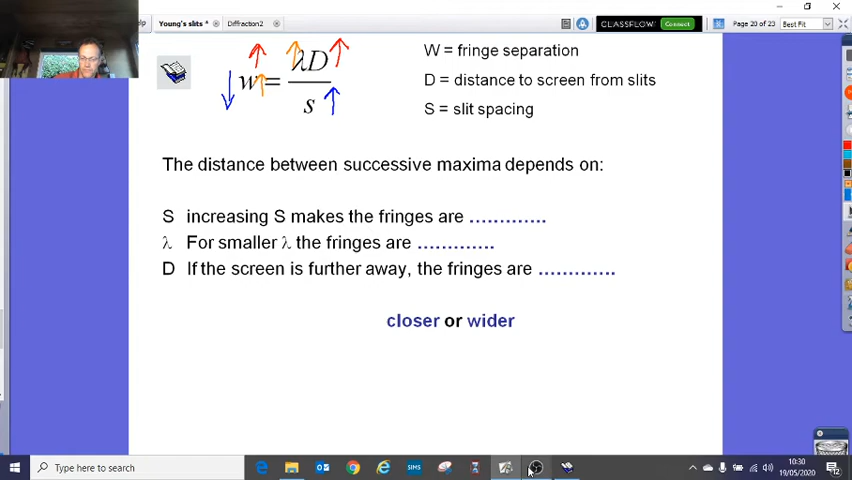 Young's slits *
Diffraction2
CLASSFLOW Connect
Page 20 of 23
Best Fit
w = λD
s
W = fringe separation
D = distance to screen from slits
S = slit spacing
The distance between successive maxima depends on:
S increasing S makes the fringes are ………….
λ For smaller λ the fringes are ………….
D If the screen is further away, the fringes are ………….
closer or wider
Type here to search
SIMS
10:30
19/05/2020